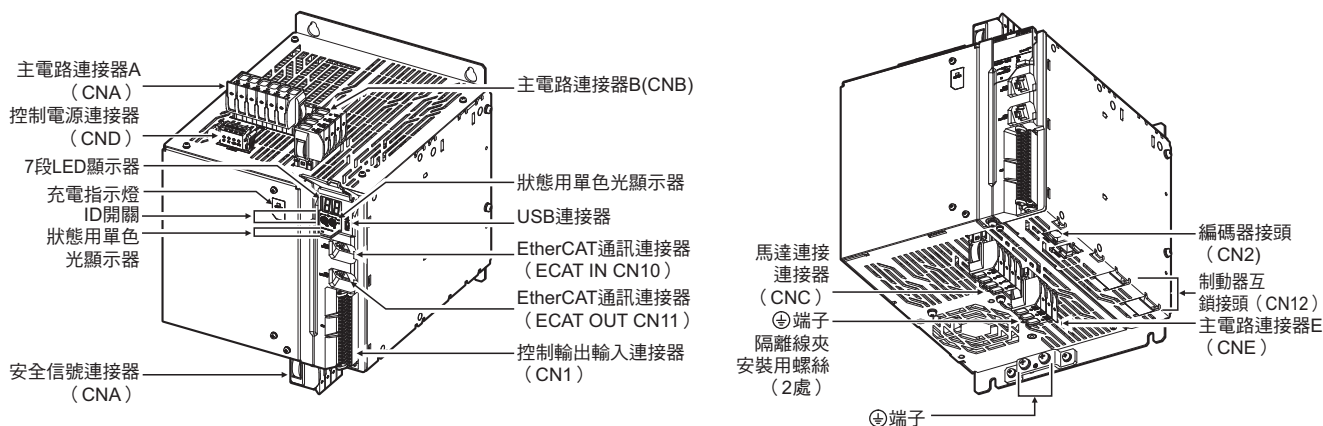 主電路連接器A
（CNA）
控制電源連接器
（CND）
7段LED顯示器
充電指示燈
ID開關
狀態用單色
光顯示器
安全信號連接器
（CNA）
主電路連接器B(CNB)
狀態用單色光顯示器
USB連接器
EtherCAT通訊連接器
（ECAT IN CN10）
EtherCAT通訊連接器
（ECAT OUT CN11）
控制輸出輸入連接器
（CN1）
馬達連接
連接器
（CNC）
⏚端子
隔離線夾
安裝用螺絲
（2處）
⏚端子
編碼器接頭
（CN2）
制動器互
鎖接頭（CN12）
主電路連接器E
（CNE）